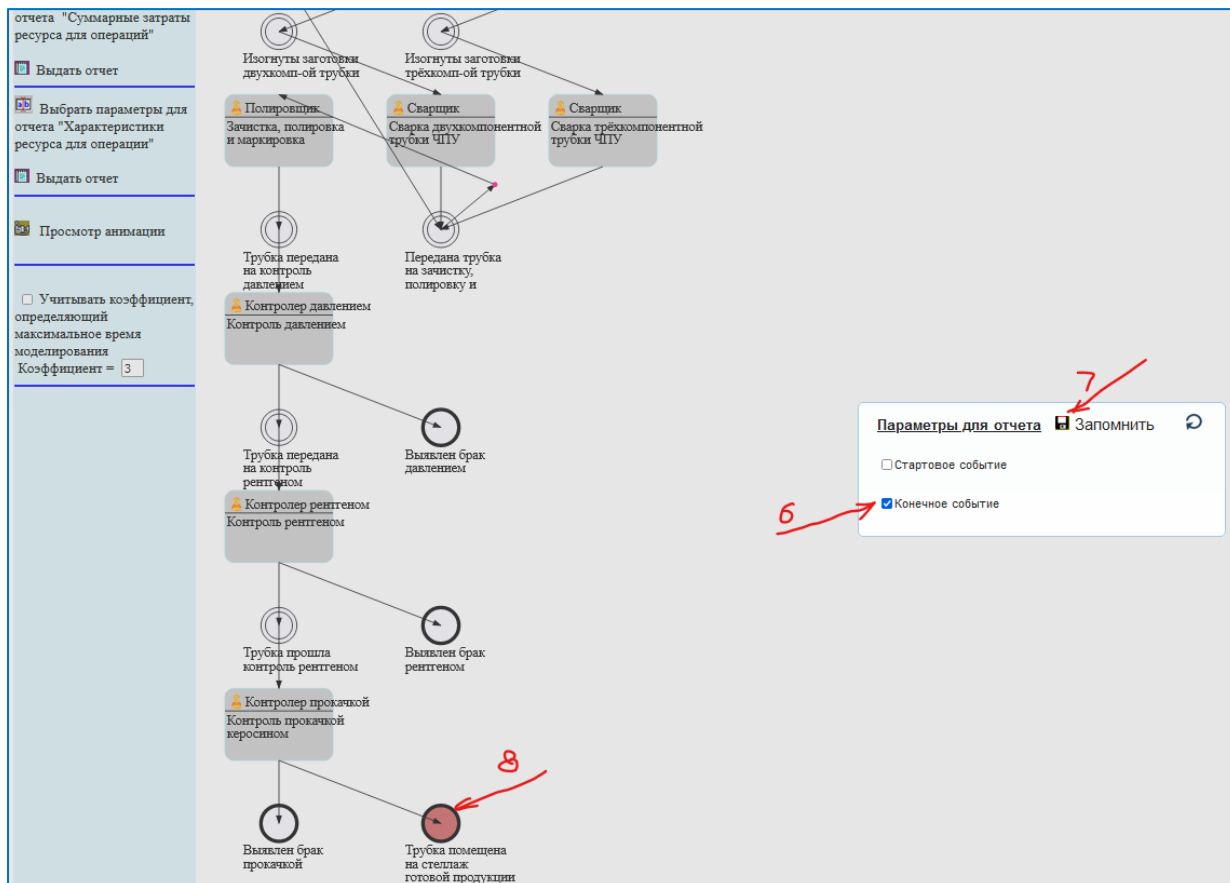 отчета "Суммарные затраты
ресурса для операций"
Выдать отчет
Выбрать параметры для
отчета "Характеристики
ресурса для операции"
Выдать отчет
Просмотр анимации
Учитывать коэффициент,
определяющий
максимальное время
моделирования
Коэффициент = 3
Изогнуты заготовки
двухкомп-ой трубки
Изогнуты заготовки
трёхкомп-ой трубки
Полировщик
Зачистка, полировка
и маркировка
Сварщик
Сварка двухкомпонентной
трубки ЧПУ
Сварщик
Сварка трёхкомпонентной
трубки ЧПУ
Трубка передана
на контроль
давлением
Передана трубка
на зачистку,
полировку и
Контролер давлением
Контроль давлением
Трубка передана
на контроль
рентгеном
Выявлен брак
давлением
Контролер рентгеном
Контроль рентгеном
Трубка прошла
контроль рентгеном
Выявлен брак
рентгеном
Контролер прокачкой
Контроль прокачкой
керосином
Выявлен брак
прокачкой
Трубка помещена
на стеллаж
готовой продукции
8
7
Параметры для отчета Запомнить
Стартовое событие
6
Конечное событие